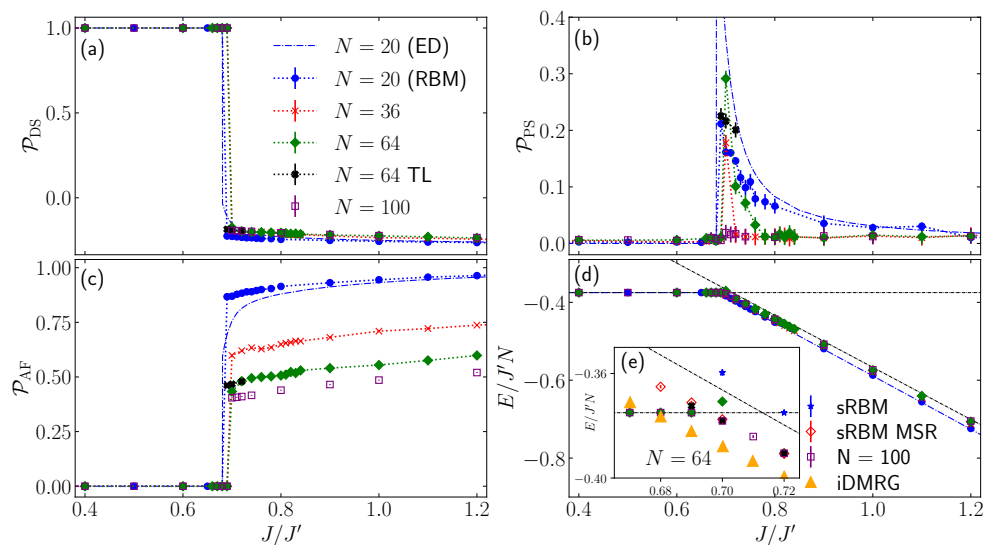 (a)
1.0
0.5
0.0
𝒫_DS
N = 20 (ED)
N = 20 (RBM)
N = 36
N = 64
N = 64 TL
N = 100
(b)
0.4
0.3
0.2
0.1
0.0
𝒫_PS
(c)
1.00
0.75
0.50
0.25
0.00
𝒫_AF
0.4
0.6
0.8
1.0
1.2
J/J′
(d)
−0.4
−0.6
−0.8
E/J′N
0.4
0.6
0.8
1.0
1.2
J/J′
(e)
−0.36
−0.40
E/J′N
0.68
0.70
0.72
N = 64
sRBM
sRBM MSR
N = 100
iDMRG